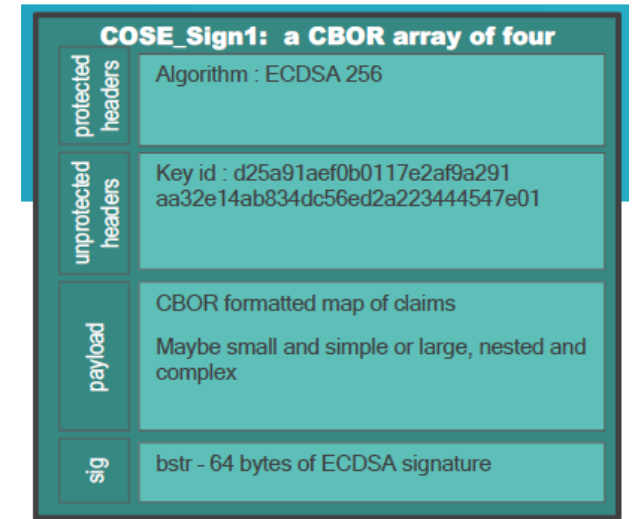 COSE_Sign1: a CBOR array of four
protected
headers
Algorithm : ECDSA 256
unprotected
headers
Key id : d25a91aef0b0117e2af9a291
aa32e14ab834dc56ed2a223444547e01
payload
CBOR formatted map of claims
Maybe small and simple or large, nested and
complex
sig
bstr - 64 bytes of ECDSA signature